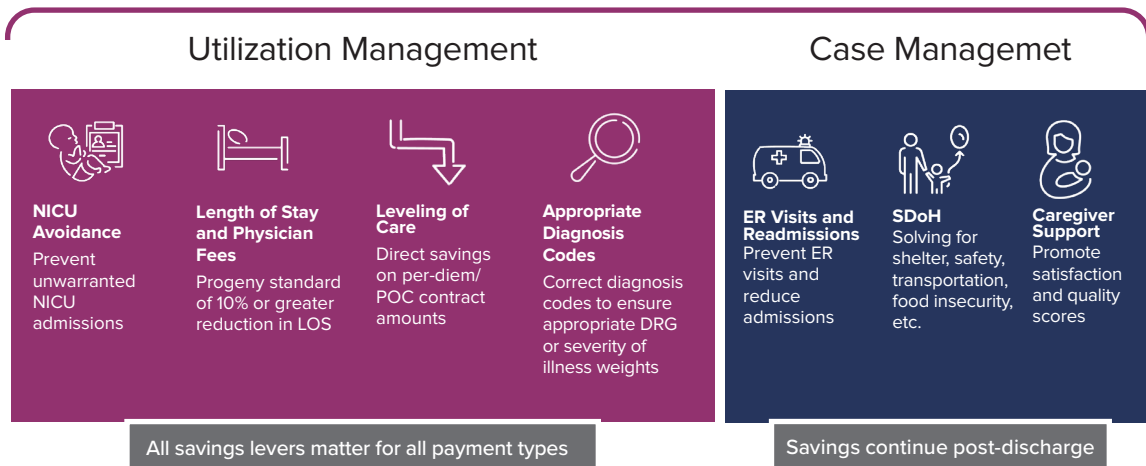 Utilization Management
Case Managemet
NICU
Avoidance
Prevent
unwarranted
NICU
admissions
Length of Stay
and Physician
Fees
Progeny standard
of 10% or greater
reduction in LOS
Leveling of
Care
Direct savings
on per-diem/
POC contract
amounts
Appropriate
Diagnosis
Codes
Correct diagnosis
codes to ensure
appropriate DRG
or severity of
illness weights
ER Visits and
Readmissions
Prevent ER
visits and
reduce
admissions
SDoH
Solving for
shelter, safety,
transportation,
food insecurity,
etc.
Caregiver
Support
Promote
satisfaction
and quality
scores
All savings levers matter for all payment types
Savings continue post-discharge